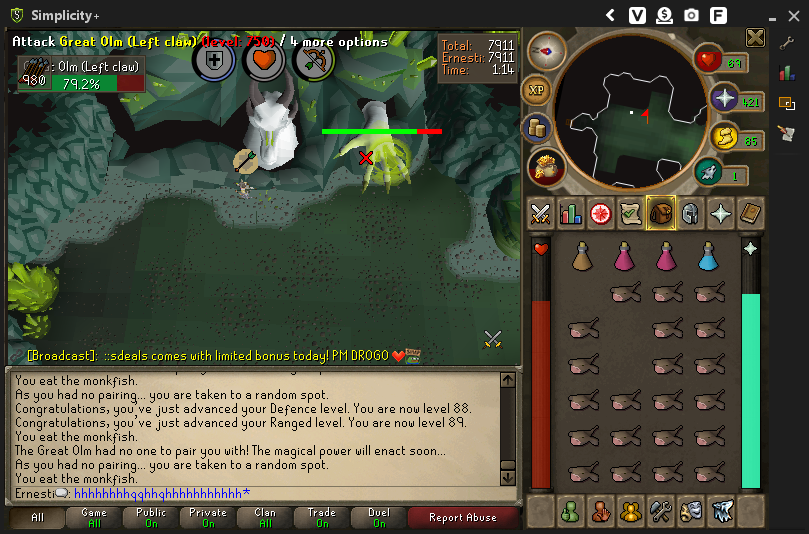 Simplicity+
Attack Great Olm (Left claw) (level: 750) / 4 more options
Total: 7911
Ernesti: 7911
Time: 1:14
: Olm (Left claw)
980
79.2%
69
XP
421
85
1
[Broadcast]: ::sdeals comes with limited bonus today! PM DROGO
You eat the monkfish.
As you had no pairing... you are taken to a random spot.
Congratulations, you've just advanced your Defence level. You are now level 88.
Congratulations, you've just advanced your Ranged level. You are now level 89.
You eat the monkfish.
The Great Olm had no one to pair you with! The magical power will enact soon...
As you had no pairing... you are taken to a random spot.
You eat the monkfish.
Ernesti: hhhhhhhhqqhhqhhhhhhhhhhhh*
All
Game
All
Public
On
Private
On
Clan
All
Trade
On
Duel
On
Report Abuse